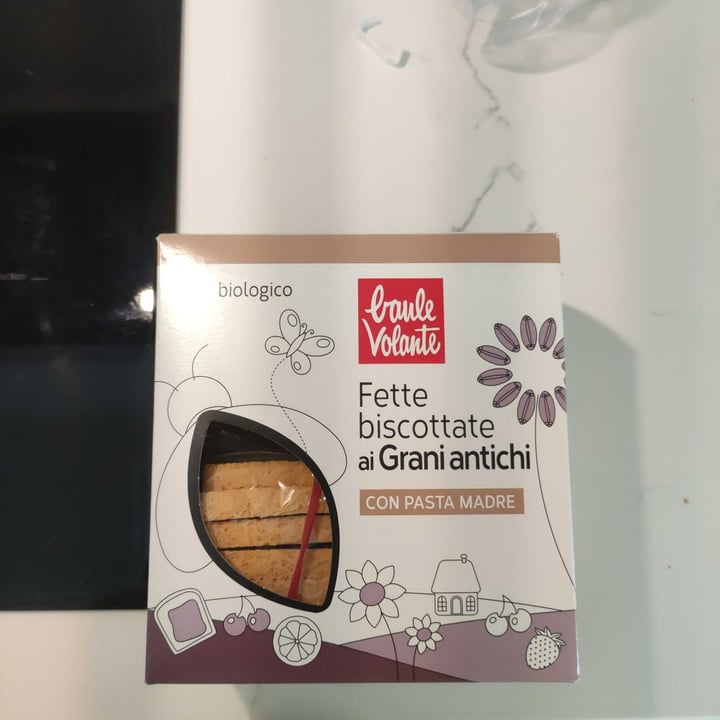 biologico
baule
volante
Fette
biscottate
ai Grani antichi
CON PASTA MADRE